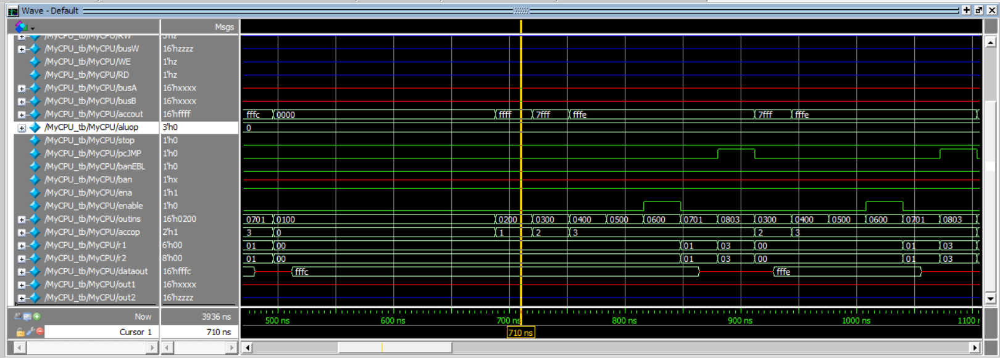 Wave - Default
Msgs
/MyCPU_tb/MyCPU/RW 3'hz
/MyCPU_tb/MyCPU/busW 16'hzzzz
/MyCPU_tb/MyCPU/WE 1'hz
/MyCPU_tb/MyCPU/RD 1'hz
/MyCPU_tb/MyCPU/busA 16'hxxxx
/MyCPU_tb/MyCPU/busB 16'hxxxx
/MyCPU_tb/MyCPU/accout 16'hffff fffc 0000 ffff 7fff fffe 7fff fffe
/MyCPU_tb/MyCPU/aluop 3'h0 0
/MyCPU_tb/MyCPU/stop 1'h0
/MyCPU_tb/MyCPU/pcJMP 1'h0
/MyCPU_tb/MyCPU/banEBL 1'h0
/MyCPU_tb/MyCPU/ban 1'hx
/MyCPU_tb/MyCPU/ena 1'h1
/MyCPU_tb/MyCPU/enable 1'h0
/MyCPU_tb/MyCPU/outins 16'h0200 0701 0100 0200 0300 0400 0500 0600 0701 0803 0300 0400 0500 0600 0701 0803
/MyCPU_tb/MyCPU/accop 2'h1 3 0 1 2 3 2 3
/MyCPU_tb/MyCPU/r1 6'h00 01 00 01 03 00 01 03
/MyCPU_tb/MyCPU/r2 8'h00 01 00 01 03 00 01 03
/MyCPU_tb/MyCPU/dataout 16'hfffc fffc fffe
/MyCPU_tb/MyCPU/out1 16'hxxxx
/MyCPU_tb/MyCPU/out2 16'hzzzz
Now 3936 ns 500 ns 600 ns 700 ns 800 ns 900 ns 1000 ns 1100
Cursor 1 710 ns 710 ns